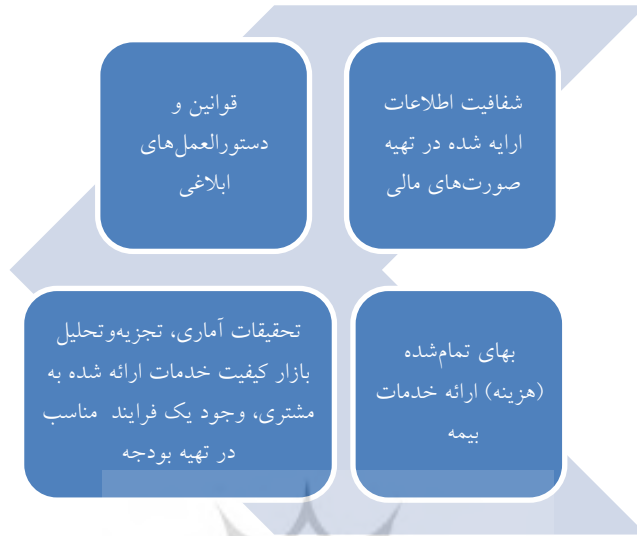 شفافیت اطلاعات
ارایه شده در تهیه
صورت‌های مالی
قوانین و
دستورالعمل‌های
ابلاغی
بهای تمام‌شده
(هزینه) ارائه خدمات
بیمه
تحقیقات آماری، تجزیه‌وتحلیل
بازار کیفیت خدمات ارائه شده به
مشتری، وجود یک فرایند مناسب
در تهیه بودجه